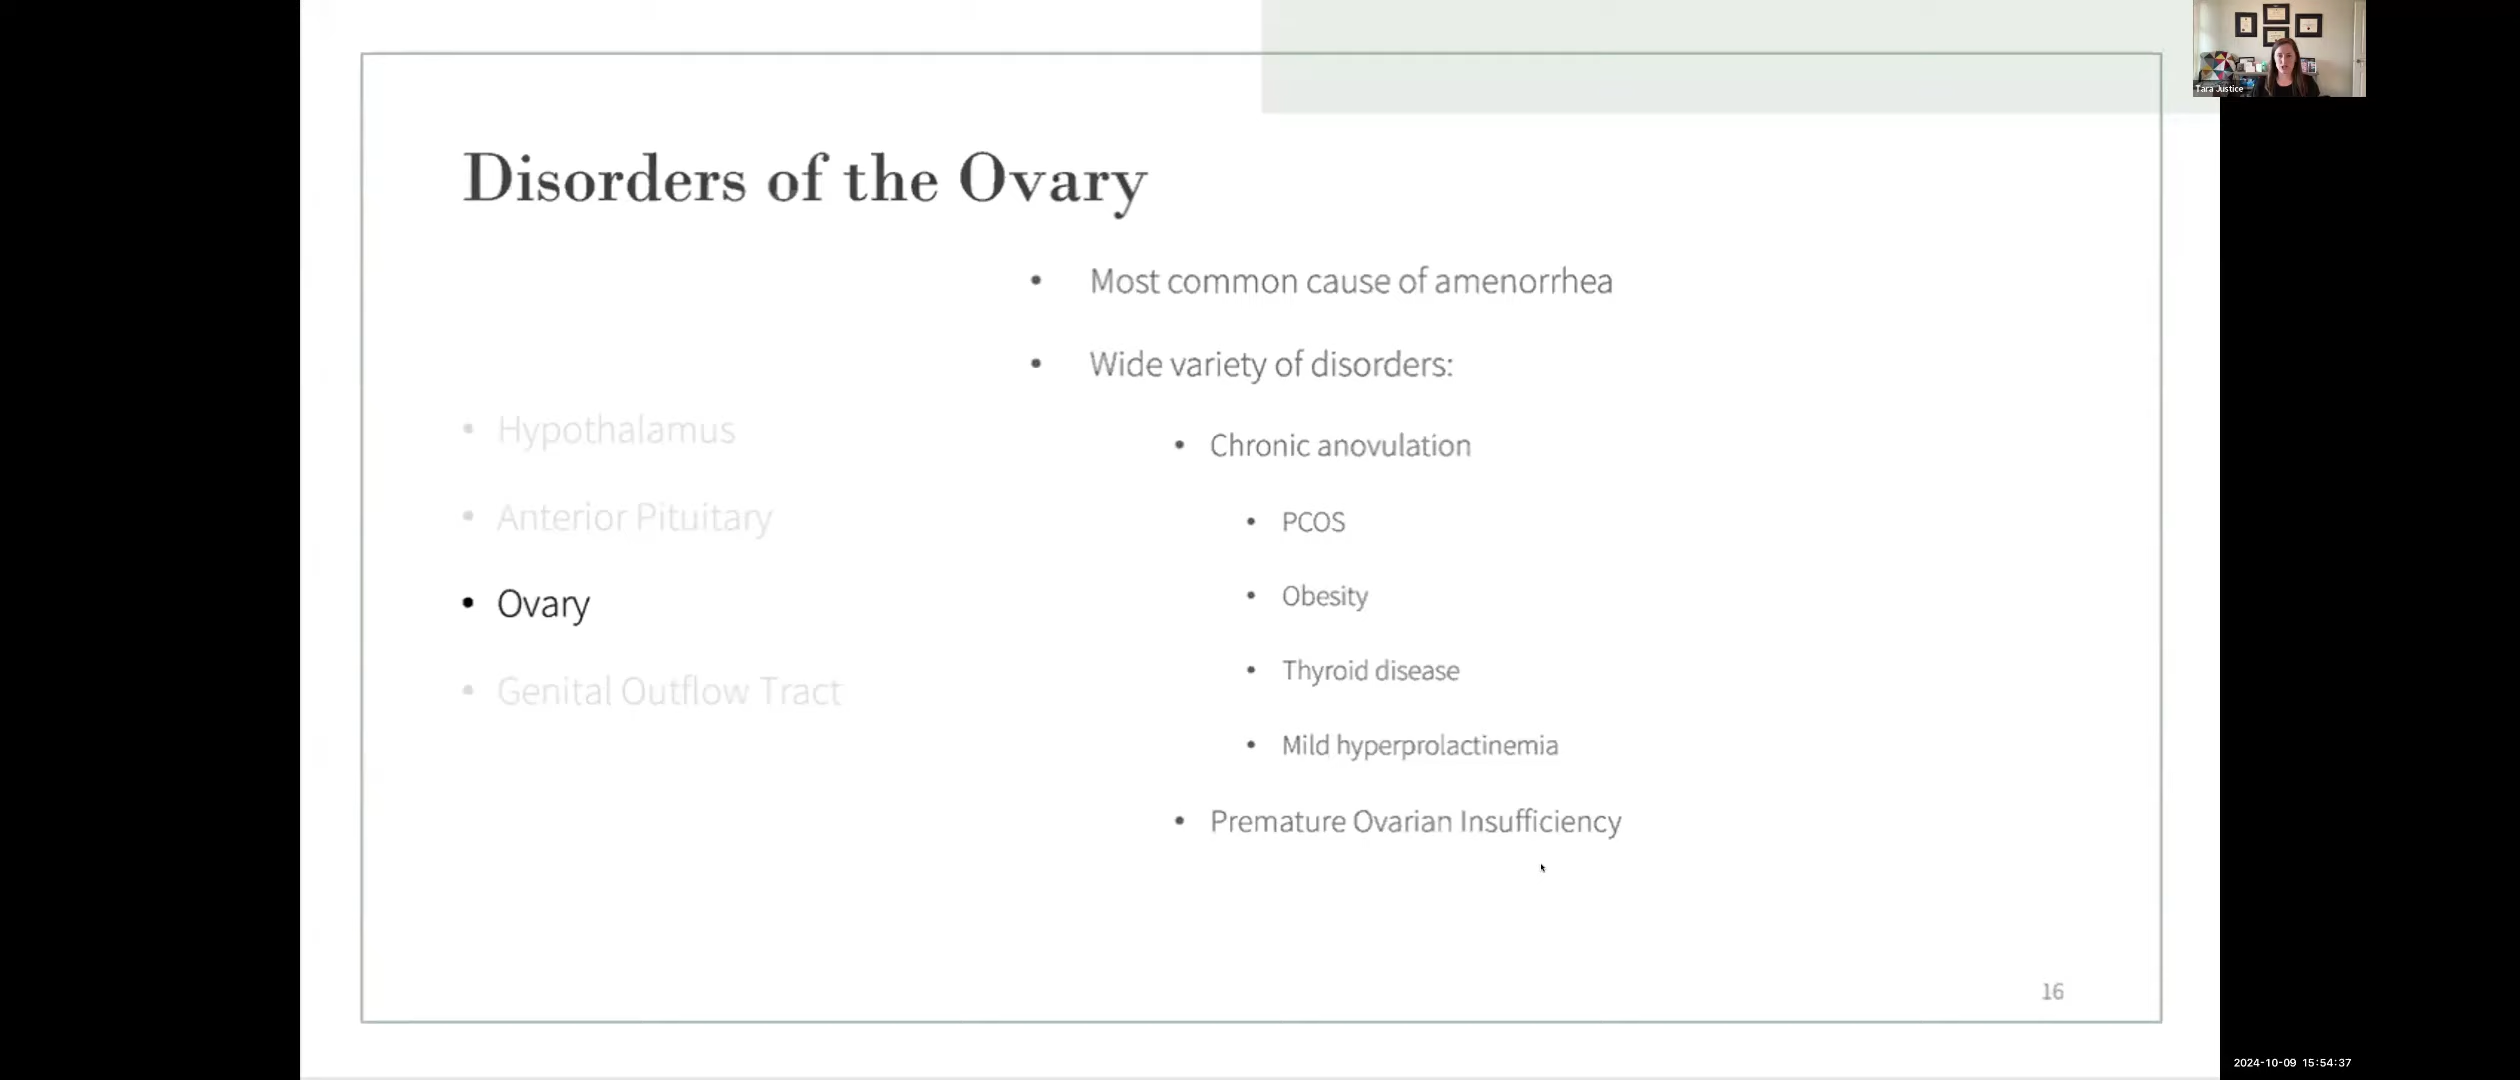 Tara Justice
Disorders of the Ovary
• Hypothalamus
• Anterior Pituitary
• Ovary
• Genital Outflow Tract
• Most common cause of amenorrhea
• Wide variety of disorders:
• Chronic anovulation
• PCOS
• Obesity
• Thyroid disease
• Mild hyperprolactinemia
• Premature Ovarian Insufficiency
16
2024-10-09 15:54:37